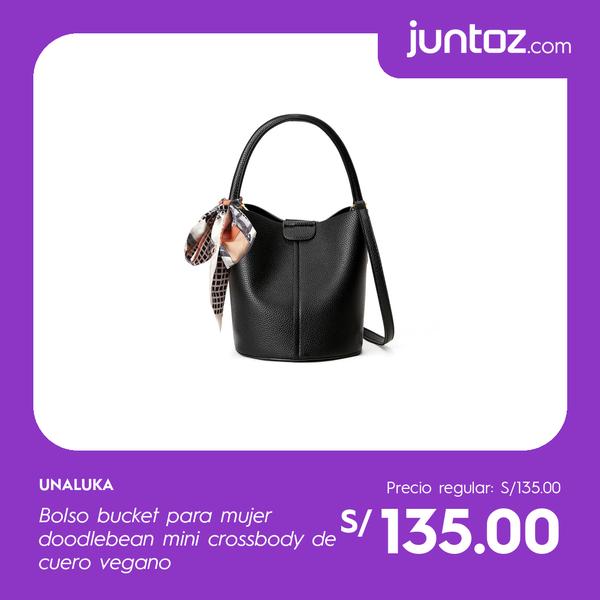 juntoz.com
UNALUKA
Bolso bucket para mujer
doodlebean mini crossbody de
cuero vegano
Precio regular: S/135.00
S/ 135.00